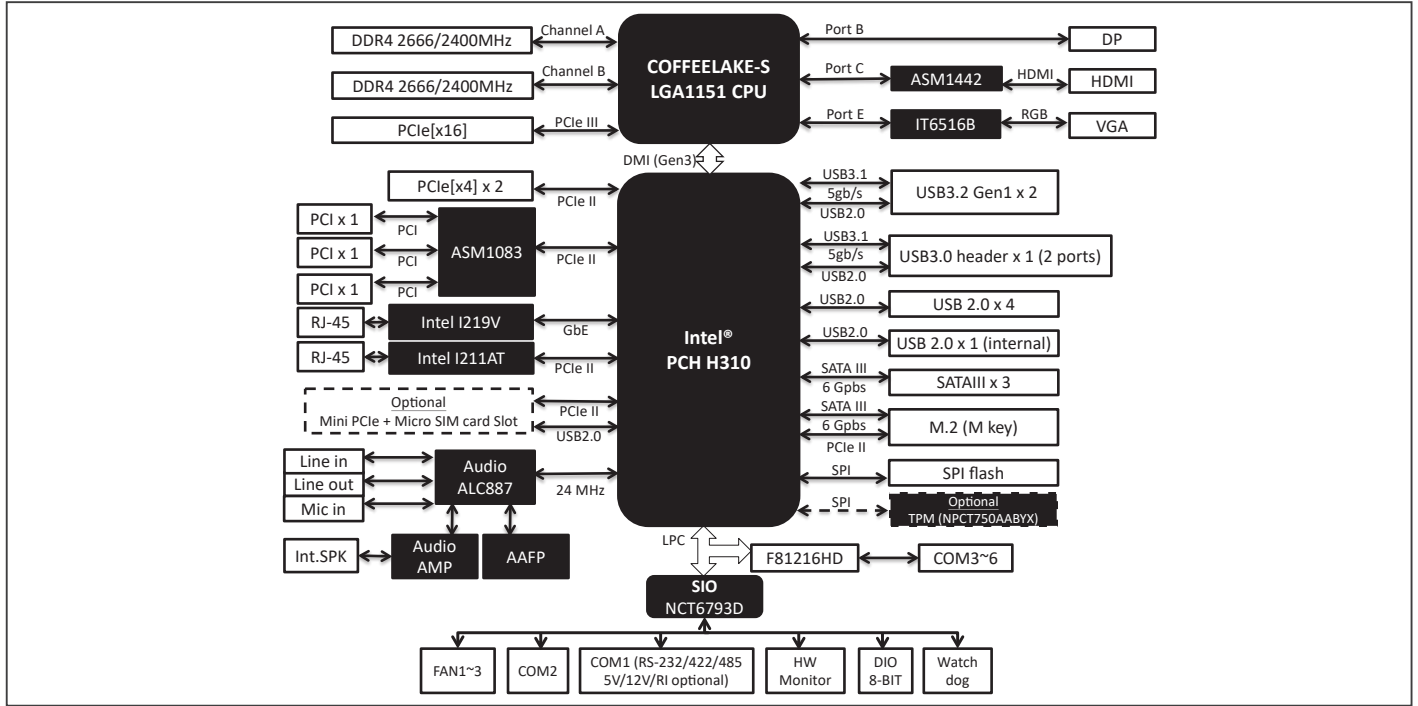 DDR4 2666/2400MHz
Channel A
DDR4 2666/2400MHz
Channel B
PCIe[x16]
PCIe III
COFFEELAKE-S
LGA1151 CPU
Port B
DP
Port C
ASM1442
HDMI
HDMI
Port E
IT6516B
RGB
VGA
DMI (Gen3)
PCIe[x4] x 2
PCIe II
PCI x 1
PCI
PCI x 1
PCI
PCI x 1
PCI
ASM1083
PCIe II
RJ-45
Intel I219V
GbE
RJ-45
Intel I211AT
PCIe II
Optional
Mini PCIe + Micro SIM card Slot
PCIe II
USB2.0
Line in
Line out
Mic in
Audio
ALC887
24 MHz
Int.SPK
Audio
AMP
AAFP
Intel®
PCH H310
USB3.1
5gb/s
USB2.0
USB3.2 Gen1 x 2
USB3.1
5gb/s
USB2.0
USB3.0 header x 1 (2 ports)
USB2.0
USB 2.0 x 4
USB2.0
USB 2.0 x 1 (internal)
SATA III
6 Gpbs
SATAIII x 3
SATA III
6 Gpbs
PCIe II
M.2 (M key)
SPI
SPI flash
SPI
Optional
TPM (NPCT750AABYX)
LPC
F81216HD
COM3~6
SIO
NCT6793D
FAN1~3
COM2
COM1 (RS-232/422/485
5V/12V/RI optional)
HW
Monitor
DIO
8-BIT
Watch
dog